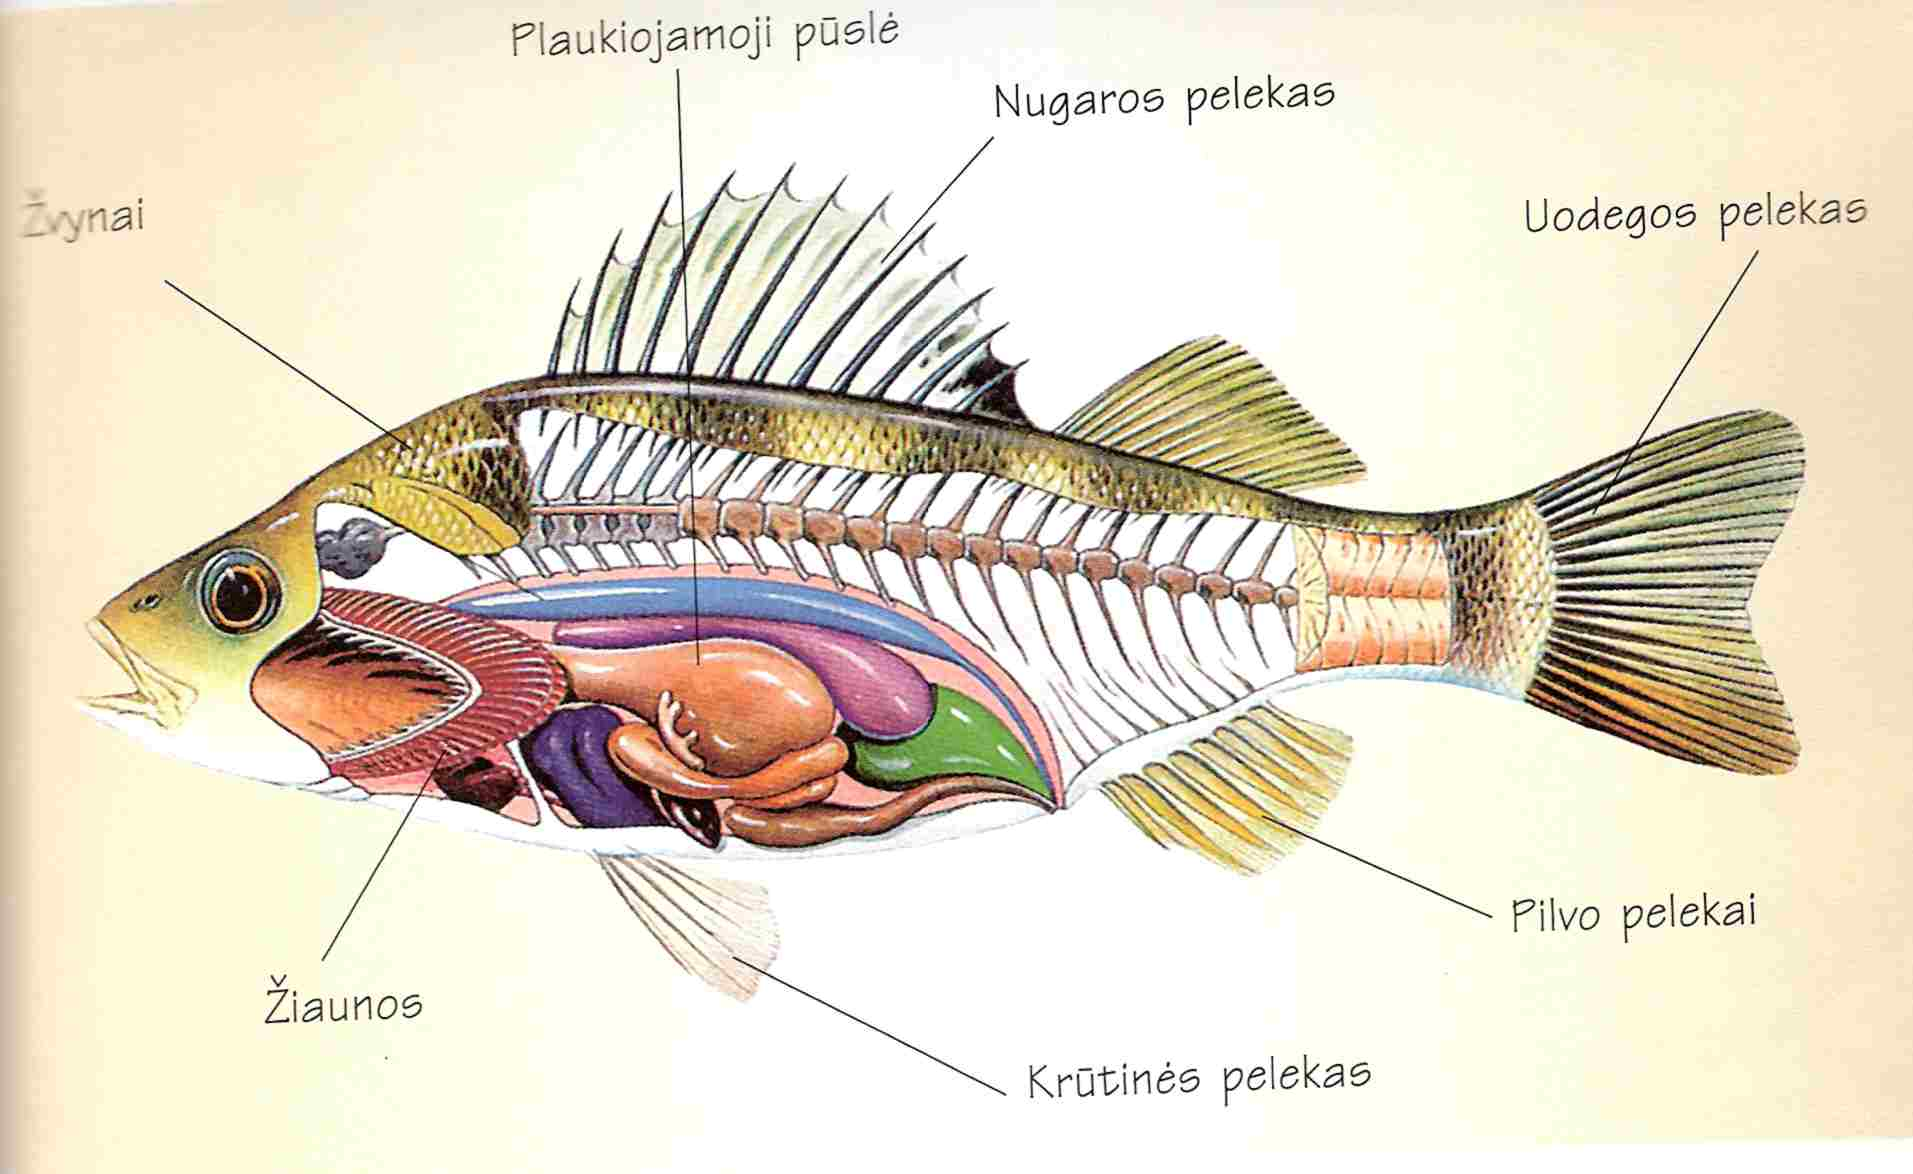 Plaukiojamoji pūslė
Nugaros pelekas
Žvynai
Uodegos pelekas
Pilvo pelekai
Žiaunos
Krūtinės pelekas